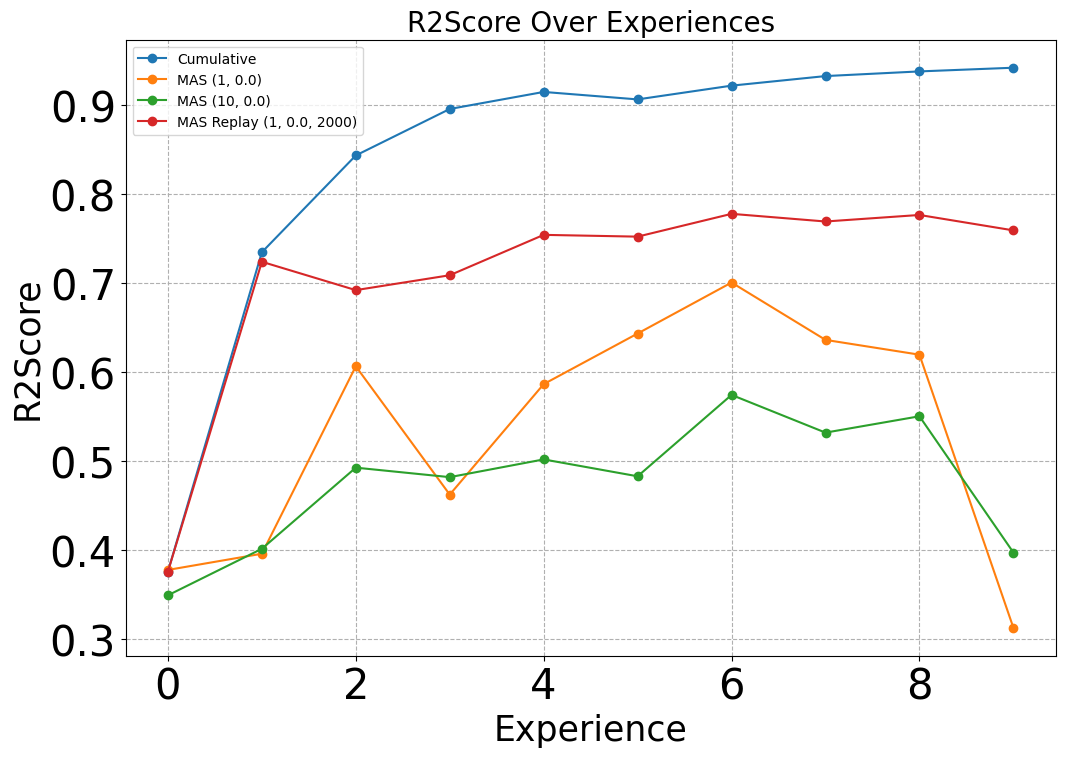 R2Score Over Experiences
Cumulative
MAS (1, 0.0)
MAS (10, 0.0)
MAS Replay (1, 0.0, 2000)
R2Score
0.9
0.8
0.7
0.6
0.5
0.4
0.3
0 2 4 6 8
Experience